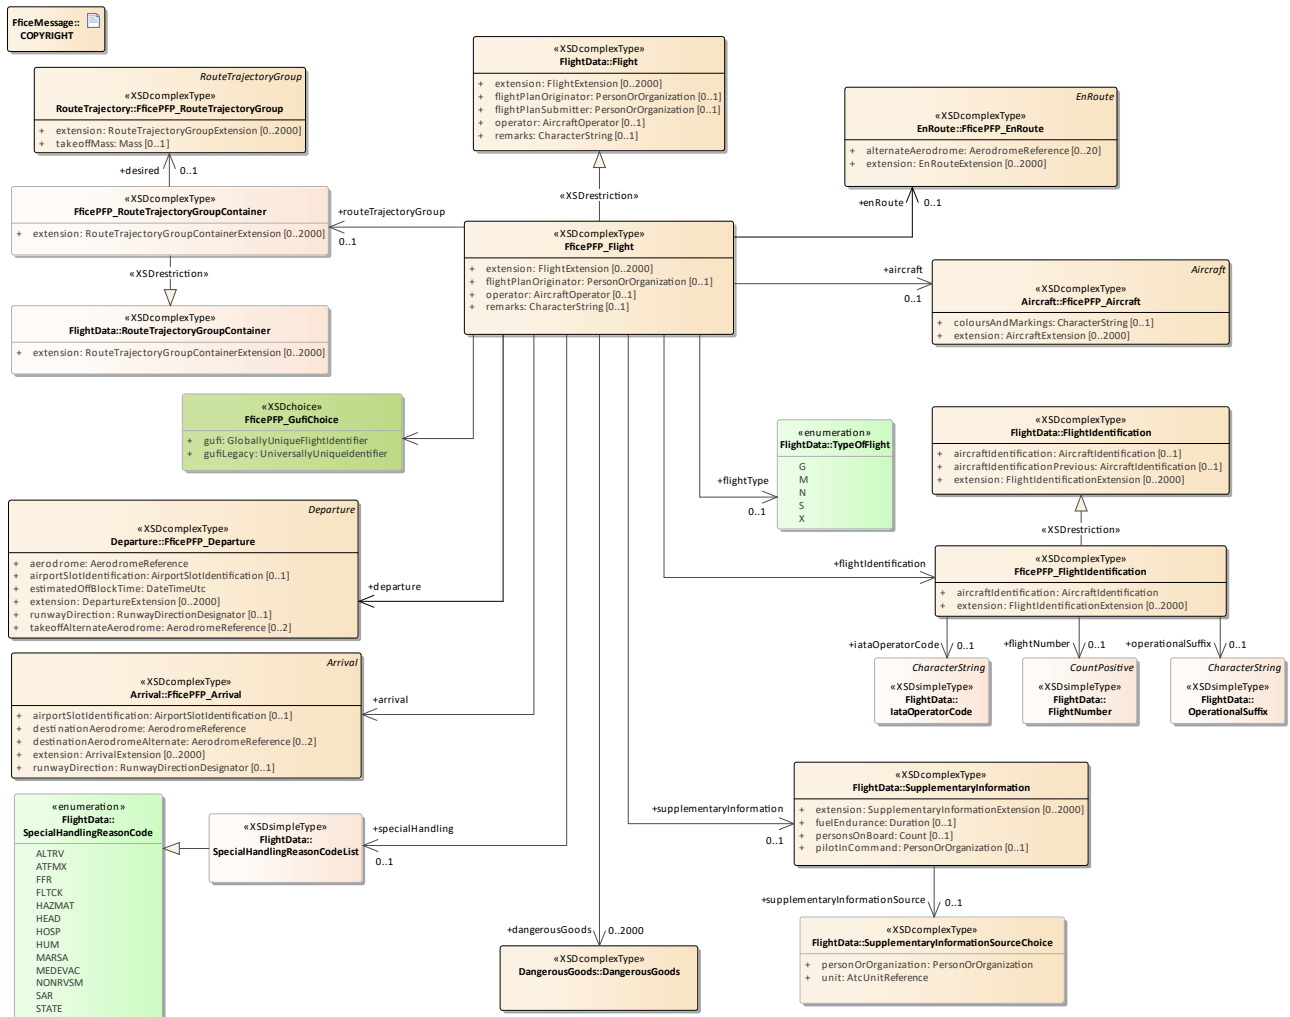 FficeMessage::
COPYRIGHT
RouteTrajectoryGroup
«XSDcomplexType»
RouteTrajectory::FficePFP_RouteTrajectoryGroup
+ extension: RouteTrajectoryGroupExtension [0..2000]
+ takeoffMass: Mass [0..1]
+desired
0..1
«XSDcomplexType»
FficePFP_RouteTrajectoryGroupContainer
+ extension: RouteTrajectoryGroupContainerExtension [0..2000]
«XSDrestriction»
«XSDcomplexType»
FlightData::RouteTrajectoryGroupContainer
+ extension: RouteTrajectoryGroupContainerExtension [0..2000]
+routeTrajectoryGroup
0..1
«XSDcomplexType»
FlightData::Flight
+ extension: FlightExtension [0..2000]
+ flightPlanOriginator: PersonOrOrganization [0..1]
+ flightPlanSubmitter: PersonOrOrganization [0..1]
+ operator: AircraftOperator [0..1]
+ remarks: CharacterString [0..1]
«XSDrestriction»
«XSDcomplexType»
FficePFP_Flight
+ extension: FlightExtension [0..2000]
+ flightPlanOriginator: PersonOrOrganization [0..1]
+ operator: AircraftOperator [0..1]
+ remarks: CharacterString [0..1]
EnRoute
«XSDcomplexType»
EnRoute::FficePFP_EnRoute
+ alternateAerodrome: AerodromeReference [0..20]
+ extension: EnRouteExtension [0..2000]
+enRoute
0..1
+aircraft
0..1
Aircraft
«XSDcomplexType»
Aircraft::FficePFP_Aircraft
+ coloursAndMarkings: CharacterString [0..1]
+ extension: AircraftExtension [0..2000]
«XSDchoice»
FficePFP_GufiChoice
+ gufi: GloballyUniqueFlightIdentifier
+ gufiLegacy: UniversallyUniqueIdentifier
«enumeration»
FlightData::TypeOfFlight
G
M
N
S
X
+flightType
0..1
«XSDcomplexType»
FlightData::FlightIdentification
+ aircraftIdentification: AircraftIdentification [0..1]
+ aircraftIdentificationPrevious: AircraftIdentification [0..1]
+ extension: FlightIdentificationExtension [0..2000]
«XSDrestriction»
+flightIdentification
«XSDcomplexType»
FficePFP_FlightIdentification
+ aircraftIdentification: AircraftIdentification
+ extension: FlightIdentificationExtension [0..2000]
+iataOperatorCode
0..1
+flightNumber
0..1
+operationalSuffix
0..1
CharacterString
«XSDsimpleType»
FlightData::
IataOperatorCode
CountPositive
«XSDsimpleType»
FlightData::
FlightNumber
CharacterString
«XSDsimpleType»
FlightData::
OperationalSuffix
Departure
«XSDcomplexType»
Departure::FficePFP_Departure
+ aerodrome: AerodromeReference
+ airportSlotIdentification: AirportSlotIdentification [0..1]
+ estimatedOffBlockTime: DateTimeUtc
+ extension: DepartureExtension [0..2000]
+ runwayDirection: RunwayDirectionDesignator [0..1]
+ takeoffAlternateAerodrome: AerodromeReference [0..2]
+departure
Arrival
«XSDcomplexType»
Arrival::FficePFP_Arrival
+ airportSlotIdentification: AirportSlotIdentification [0..1]
+ destinationAerodrome: AerodromeReference
+ destinationAerodromeAlternate: AerodromeReference [0..2]
+ extension: ArrivalExtension [0..2000]
+ runwayDirection: RunwayDirectionDesignator [0..1]
+arrival
«enumeration»
FlightData::
SpecialHandlingReasonCode
ALTRV
ATFMX
FFR
FLTCK
HAZMAT
HEAD
HOSP
HUM
MARSA
MEDEVAC
NONRVSM
SAR
STATE
«XSDsimpleType»
FlightData::
SpecialHandlingReasonCodeList
+specialHandling
0..1
+dangerousGoods
0..2000
«XSDcomplexType»
DangerousGoods::DangerousGoods
+supplementaryInformation
0..1
«XSDcomplexType»
FlightData::SupplementaryInformation
+ extension: SupplementaryInformationExtension [0..2000]
+ fuelEndurance: Duration [0..1]
+ personsOnBoard: Count [0..1]
+ pilotInCommand: PersonOrOrganization [0..1]
+supplementaryInformationSource
0..1
«XSDcomplexType»
FlightData::SupplementaryInformationSourceChoice
+ personOrOrganization: PersonOrOrganization
+ unit: AtcUnitReference